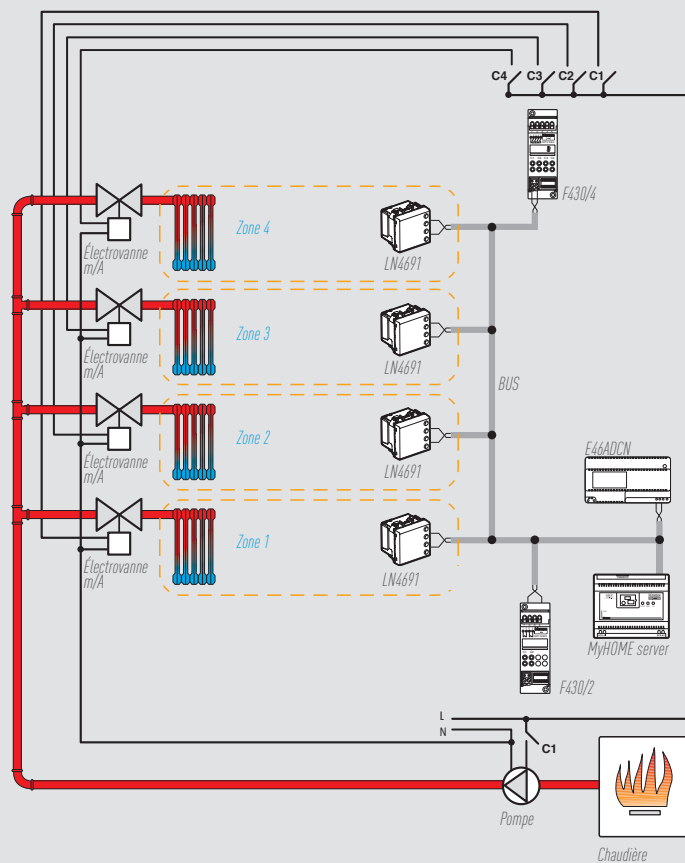 C4 C3 C2 C1
F430/4
Zone 4
Électrovanne
m/A
LN4691
Zone 3
Électrovanne
m/A
LN4691
BUS
Zone 2
Électrovanne
m/A
LN4691
E46ADCN
Zone 1
Électrovanne
m/A
LN4691
MyHOME server
F430/2
L
N
C1
Pompe
Chaudière